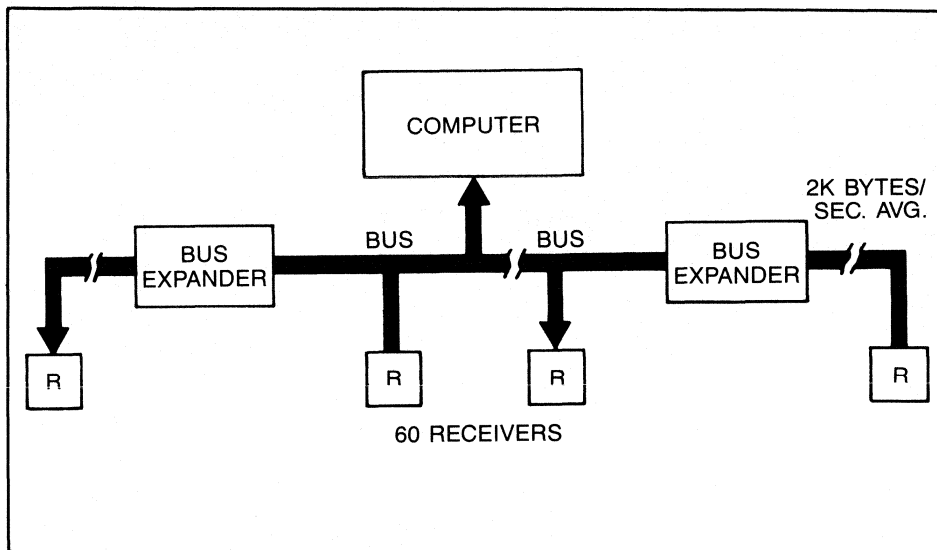 COMPUTER
2K BYTES/
SEC. AVG.
BUS
EXPANDER
BUS
BUS
BUS
EXPANDER
R
R
R
R
60 RECEIVERS